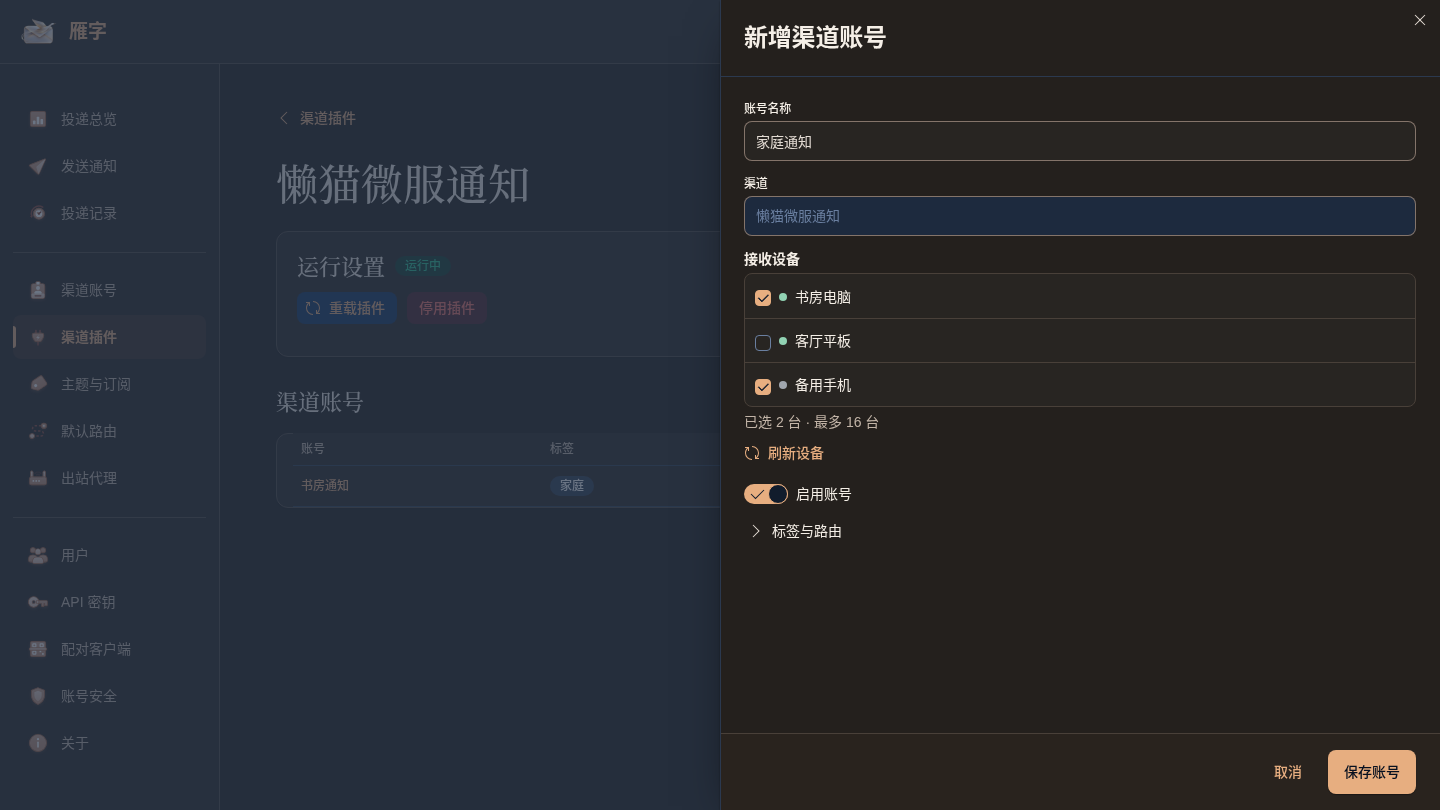 雁字
投递总览
发送通知
投递记录
渠道账号
渠道插件
主题与订阅
默认路由
出站代理
用户
API 密钥
配对客户端
账号安全
关于
渠道插件
懒猫微服通知
运行设置 运行中
重载插件 停用插件
渠道账号
账号 标签
书房通知 家庭
新增渠道账号
账号名称
家庭通知
渠道
懒猫微服通知
接收设备
书房电脑
客厅平板
备用手机
已选 2 台 · 最多 16 台
刷新设备
启用账号
标签与路由
取消 保存账号